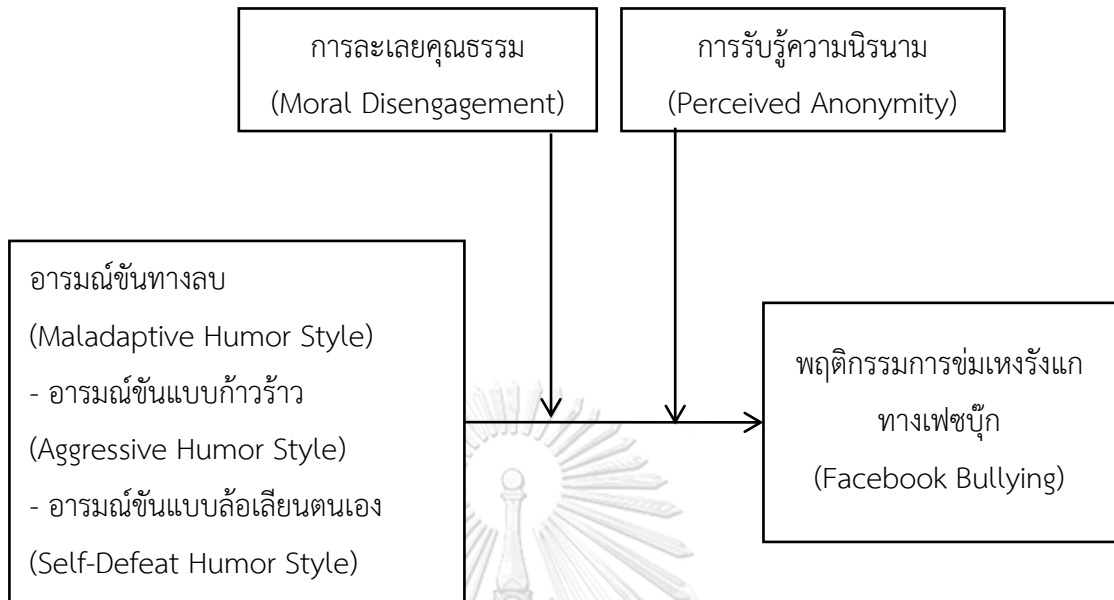 การละเลยคุณธรรม
(Moral Disengagement)
การรับรู้ความนิรนาม
(Perceived Anonymity)
อารมณ์ขันทางลบ
(Maladaptive Humor Style)
- อารมณ์ขันแบบก้าวร้าว
(Aggressive Humor Style)
- อารมณ์ขันแบบล้อเลียนตนเอง
(Self-Defeat Humor Style)
พฤติกรรมการข่มเหงรังแก
ทางเฟซบุ๊ก
(Facebook Bullying)